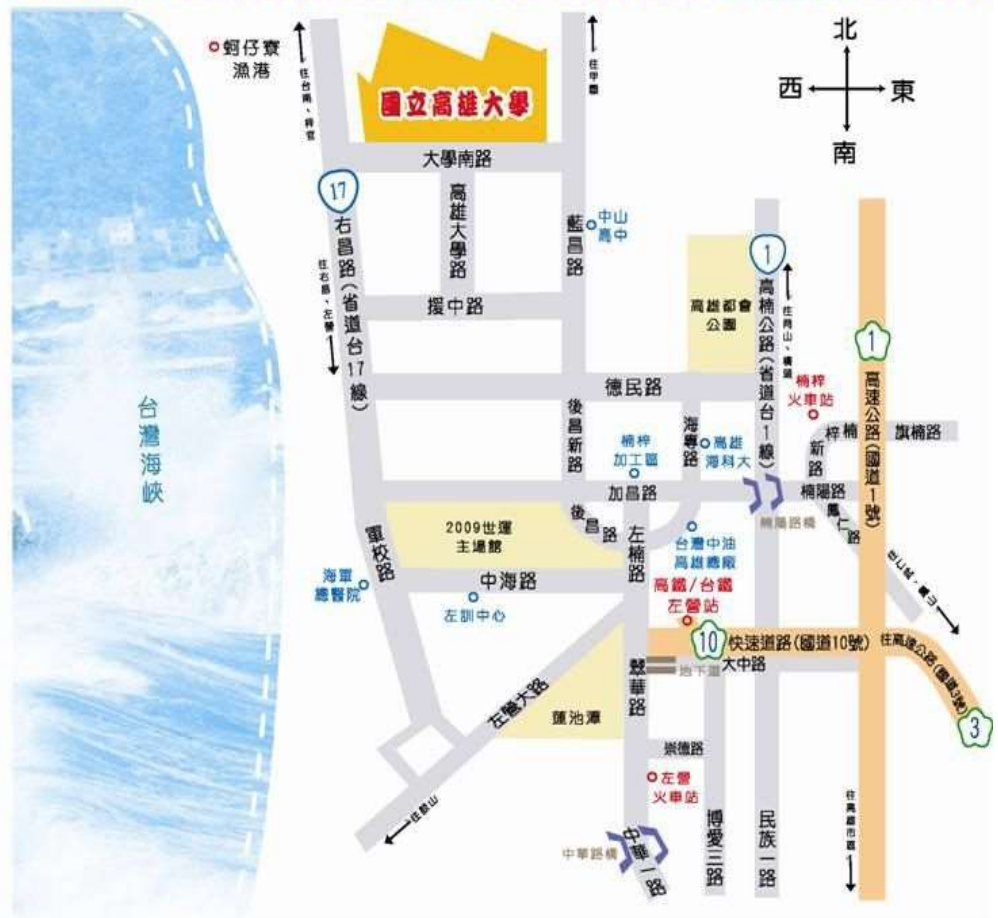 北
西
東
南
蚵仔寮
漁港
往台南、梓官
國立高雄大學
往甲圍
大學南路
17
右昌路(省道台17線)
往右昌、左營
高雄大學路
藍昌路
中山
高中
援中路
高雄都會
公園
1
高楠公路(省道台1線)
往岡山、橋頭
1
高速公路(國道1號)
台灣海峽
德民路
楠梓
火車站
楠梓新路
旗楠路
後昌新路
楠梓
加工區
海專路
高雄
海科大
加昌路
楠陽路
楠陽路橋
鳳仁路
往仁武、鳳山
2009世運
主場館
後昌路
左楠路
台灣中油
高雄總廠
軍校路
海軍
總醫院
中海路
左訓中心
高鐵/台鐵
左營站
10
快速道路(國道10號)
往高速公路(國道3號)
3
大中路
地下道
翠華路
左營大路
蓮池潭
崇德路
左營
火車站
往鼓山
中華路橋
中華一路
博愛三路
民族一路
往高雄市區